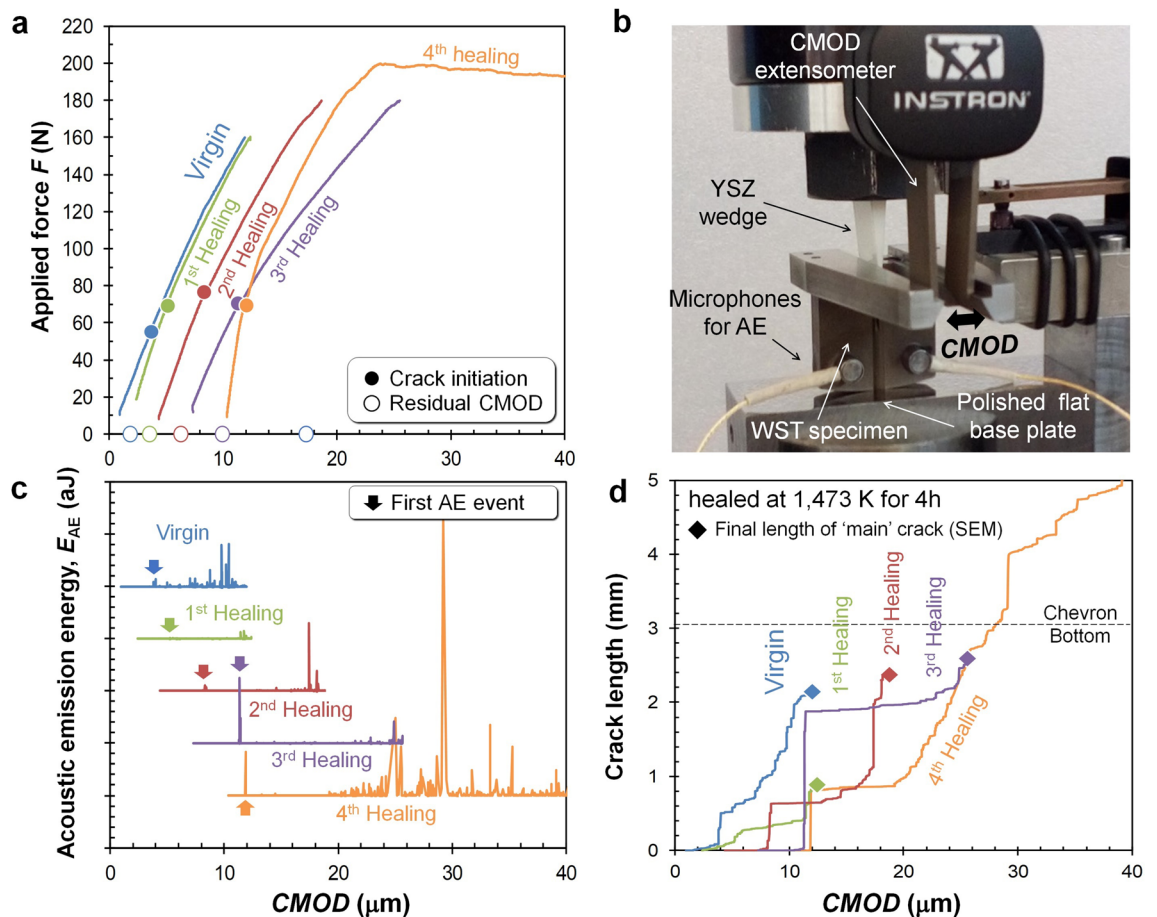 a
220
200
180
160
140
120
100
80
60
40
20
0
0
10
20
30
40
Applied force F (N)
Virgin
1st Healing
2nd Healing
3rd Healing
4th healing
Crack initiation
Residual CMOD
b
CMOD
extensometer
INSTRON
YSZ
wedge
Microphones
for AE
CMOD
WST specimen
Polished flat
base plate
c
Acoustic emission energy, EAE (aJ)
First AE event
Virgin
1st Healing
2nd Healing
3rd Healing
4th Healing
0
10
20
30
40
CMOD (μm)
d
5
4
3
2
1
0
Crack length (mm)
healed at 1,473 K for 4h
Final length of ‘main’ crack (SEM)
Virgin
1st Healing
2nd Healing
3rd Healing
4th Healing
Chevron
Bottom
0
10
20
30
40
CMOD (μm)